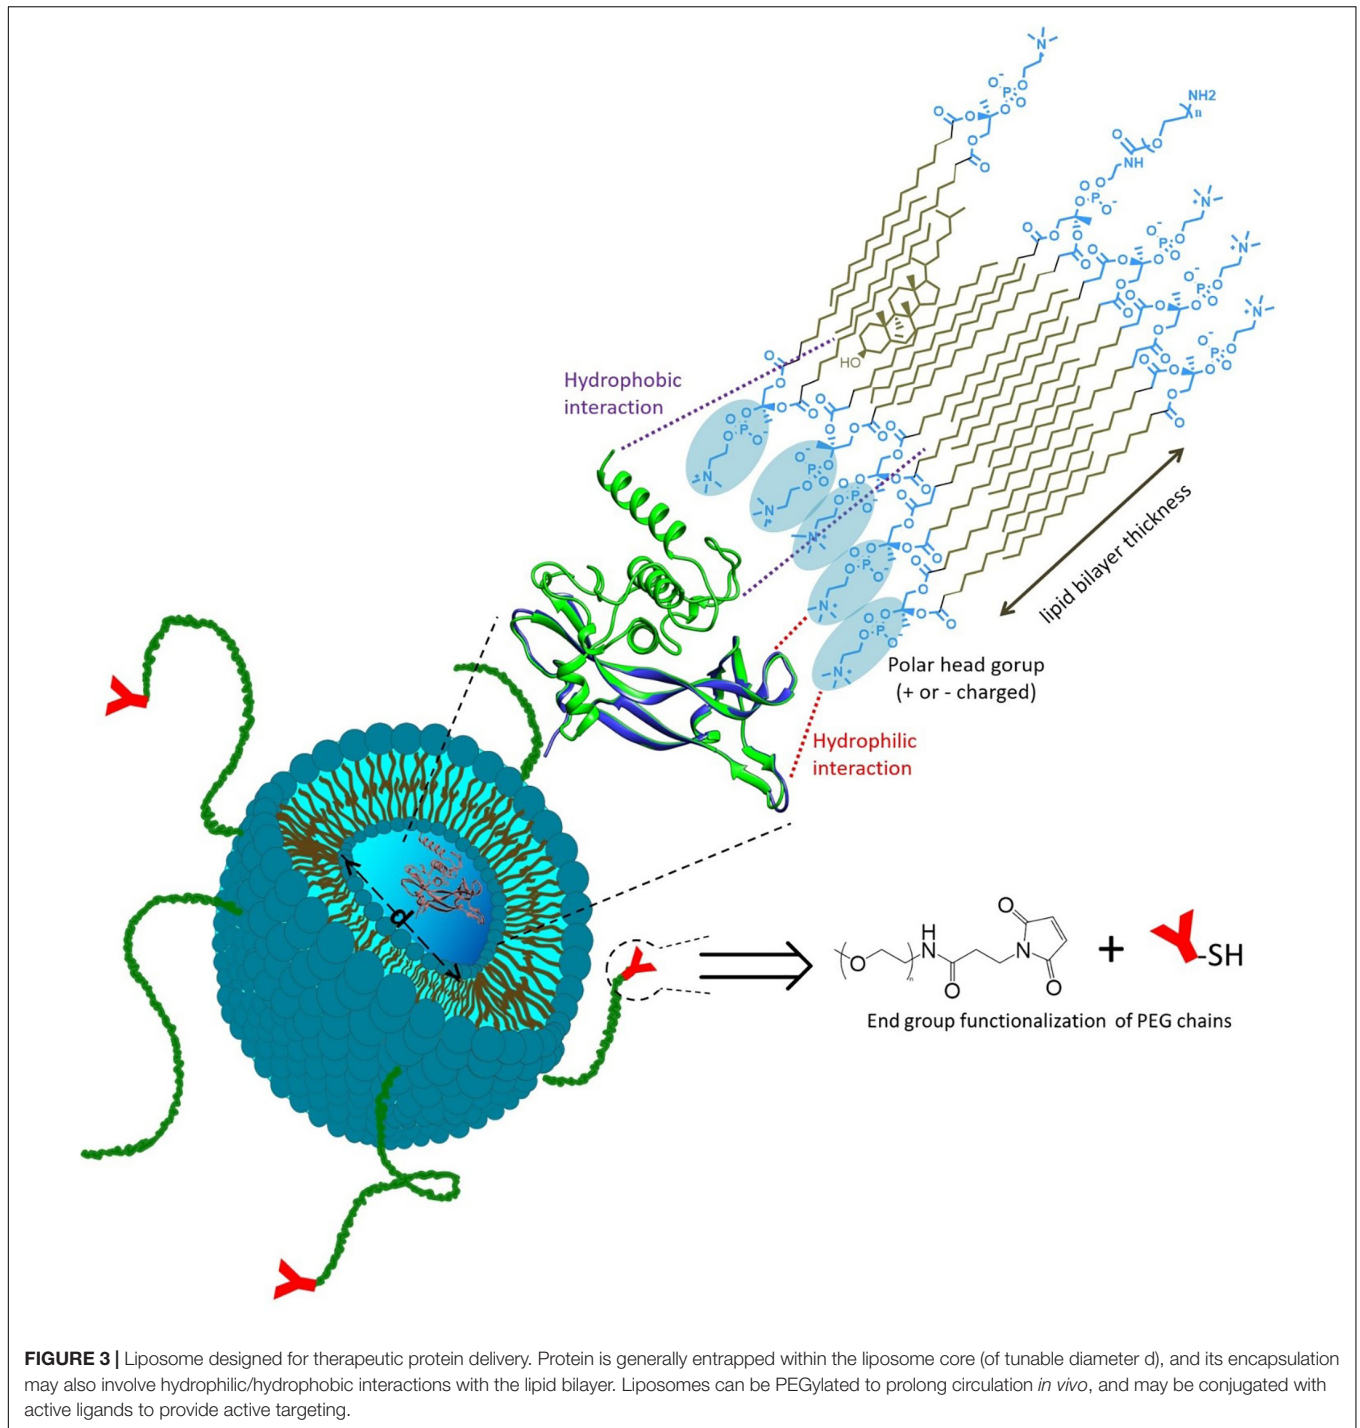 Hydrophobic
interaction
HO
NH2
n
NH
lipid bilayer thickness
Polar head gorup
(+ or - charged)
Hydrophilic
interaction
d
O
O
H
N
N
O
n
O
O
+
-SH
End group functionalization of PEG chains
FIGURE 3 | Liposome designed for therapeutic protein delivery. Protein is generally entrapped within the liposome core (of tunable diameter d), and its encapsulation
may also involve hydrophilic/hydrophobic interactions with the lipid bilayer. Liposomes can be PEGylated to prolong circulation in vivo, and may be conjugated with
active ligands to provide active targeting.